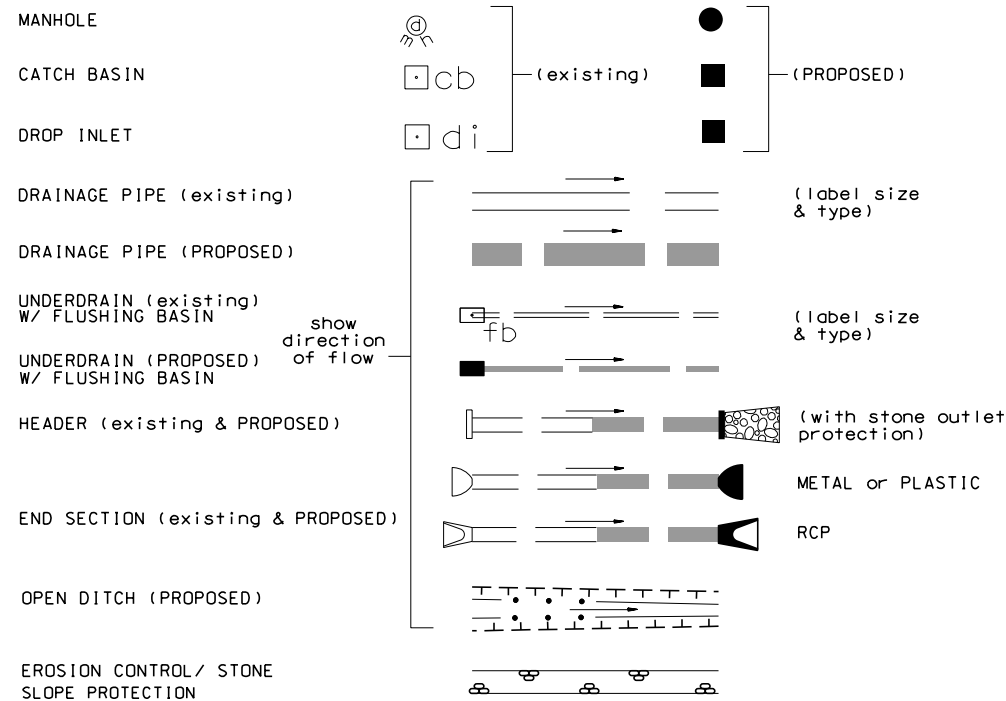 MANHOLE
d
m h
CATCH BASIN
cb
(existing)
(PROPOSED)
DROP INLET
di
DRAINAGE PIPE (existing)
(label size
& type)
DRAINAGE PIPE (PROPOSED)
UNDERDRAIN (existing)
W/ FLUSHING BASIN
fb
(label size
& type)
show
direction
of flow
UNDERDRAIN (PROPOSED)
W/ FLUSHING BASIN
HEADER (existing & PROPOSED)
(with stone outlet
protection)
METAL or PLASTIC
END SECTION (existing & PROPOSED)
RCP
OPEN DITCH (PROPOSED)
EROSION CONTROL/ STONE
SLOPE PROTECTION